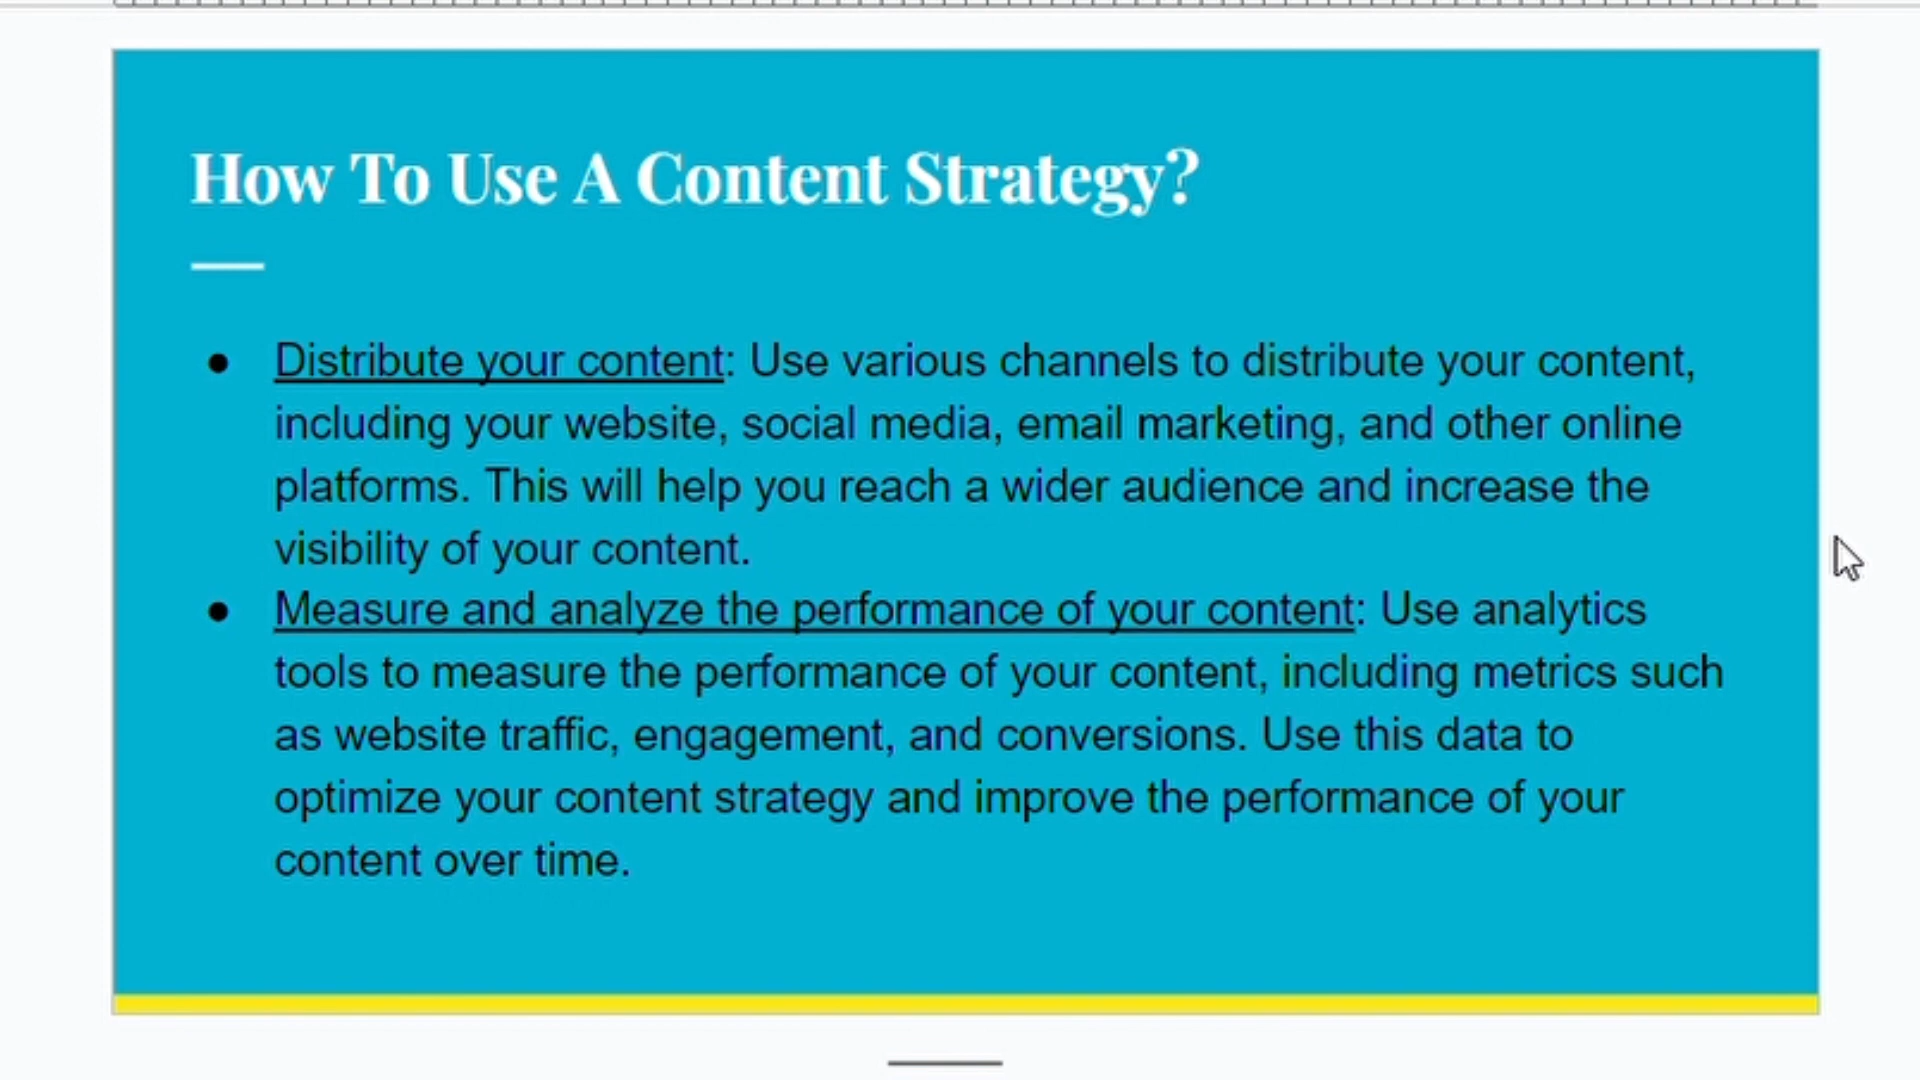 How To Use A Content Strategy?
● Distribute your content: Use various channels to distribute your content,
including your website, social media, email marketing, and other online
platforms. This will help you reach a wider audience and increase the
visibility of your content.
● Measure and analyze the performance of your content: Use analytics
tools to measure the performance of your content, including metrics such
as website traffic, engagement, and conversions. Use this data to
optimize your content strategy and improve the performance of your
content over time.